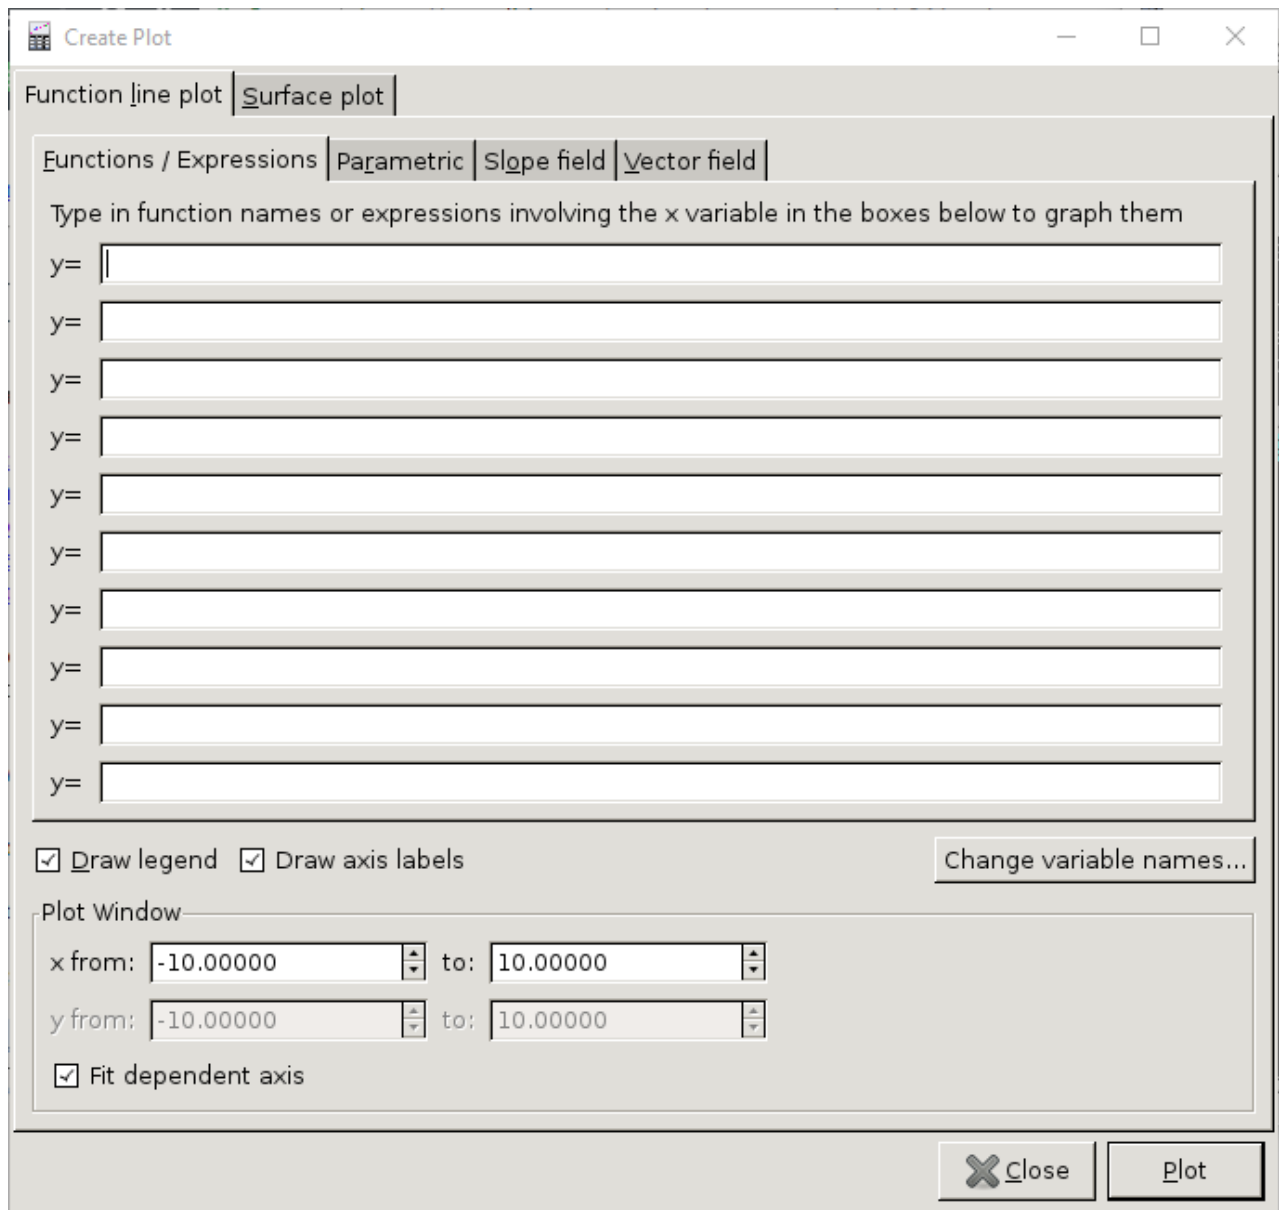 Create Plot
Function line plot Surface plot
Functions / Expressions Parametric Slope field Vector field
Type in function names or expressions involving the x variable in the boxes below to graph them
y=
y=
y=
y=
y=
y=
y=
y=
y=
y=
Draw legend Draw axis labels Change variable names...
Plot Window
x from: -10.00000 to: 10.00000
y from: -10.00000 to: 10.00000
Fit dependent axis
Close Plot